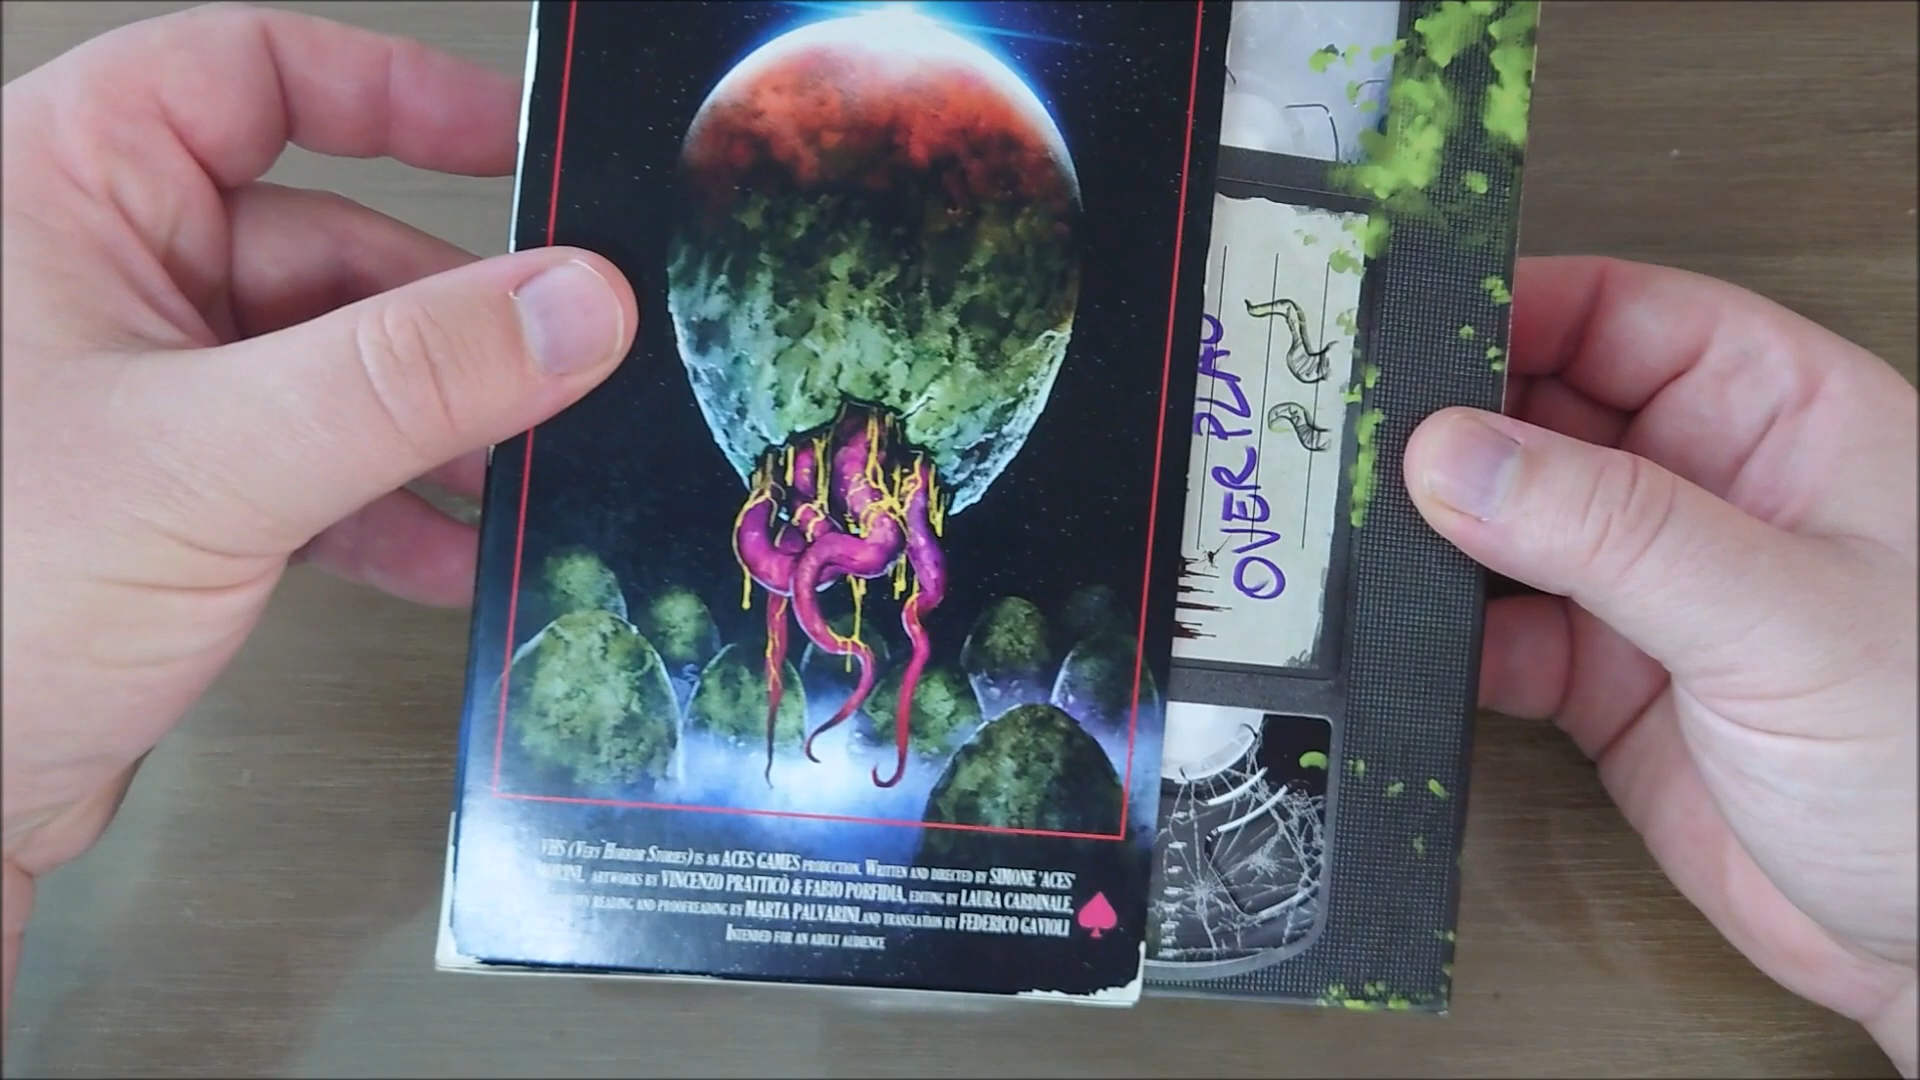 VHS (VERY HORROR STORIES) IS AN ACES GAMES PRODUCTION. WRITTEN AND DIRECTED BY SIMONE 'ACES'
ARTWORKS BY VINCENZO PRATTICO & FABIO PORFIDIA, EDITING BY LAURA CARDINALE,
READING AND PROOFREADING BY MARTA PALVARINI AND TRANSLATION BY FEDERICO GAVIOLI
INTENDED FOR AN ADULT AUDIENCE
OVER PLAU